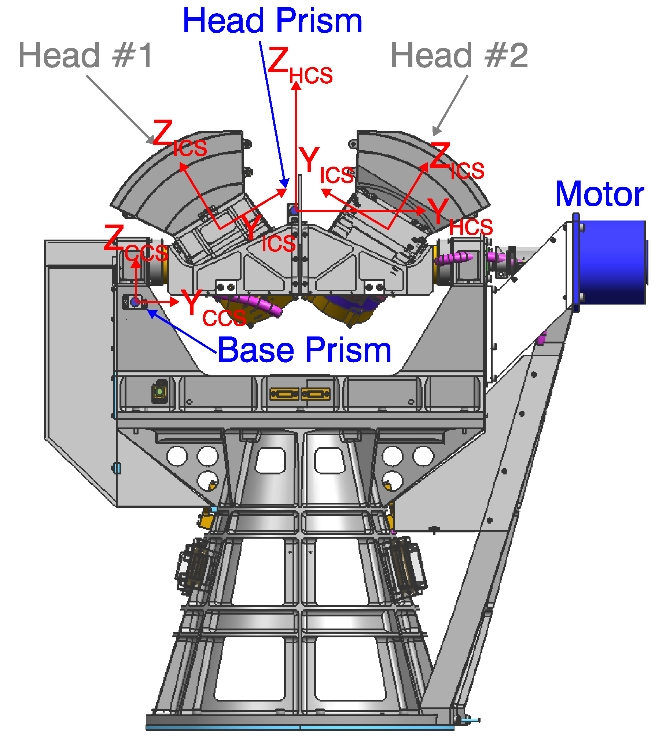 Head Prism
Head #1
Z_HCS
Head #2
Z_ICS
Y_ICS
Z_ICS
Motor
Y_HCS
Y_ICS
Z_CCS
Y_CCS
Base Prism